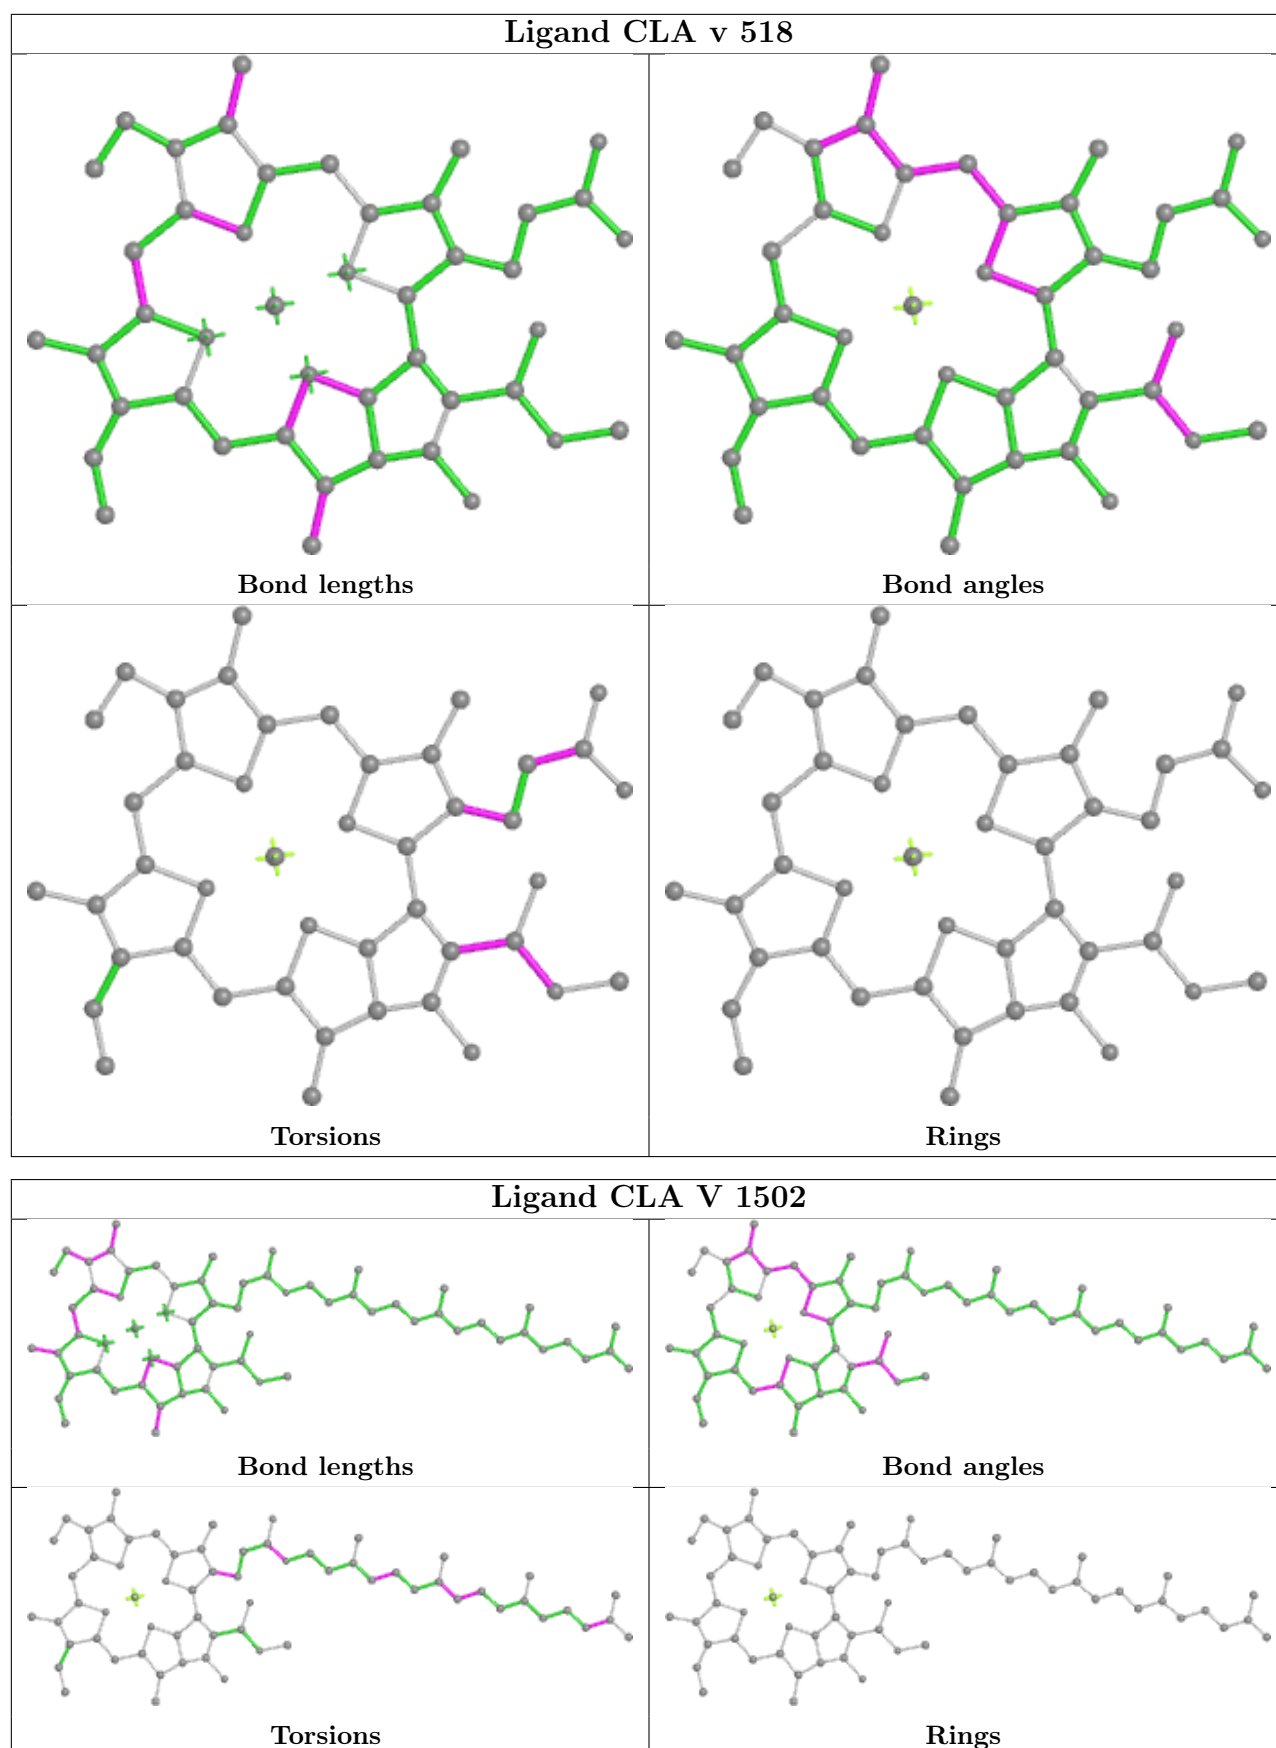 Ligand CLA v 518
Bond lengths
Bond angles
Torsions
Rings
Ligand CLA V 1502
Bond lengths
Bond angles
Torsions
Rings